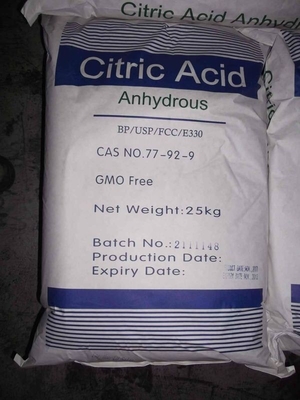 Citric Acid Anhydrous
Citric Acid
Anhydrous
BP/USP/FCC/E330
CAS NO.77-92-9
GMO Free
Net Weight:25kg
Batch No.:2111148
Production Date:
Expiry Date: